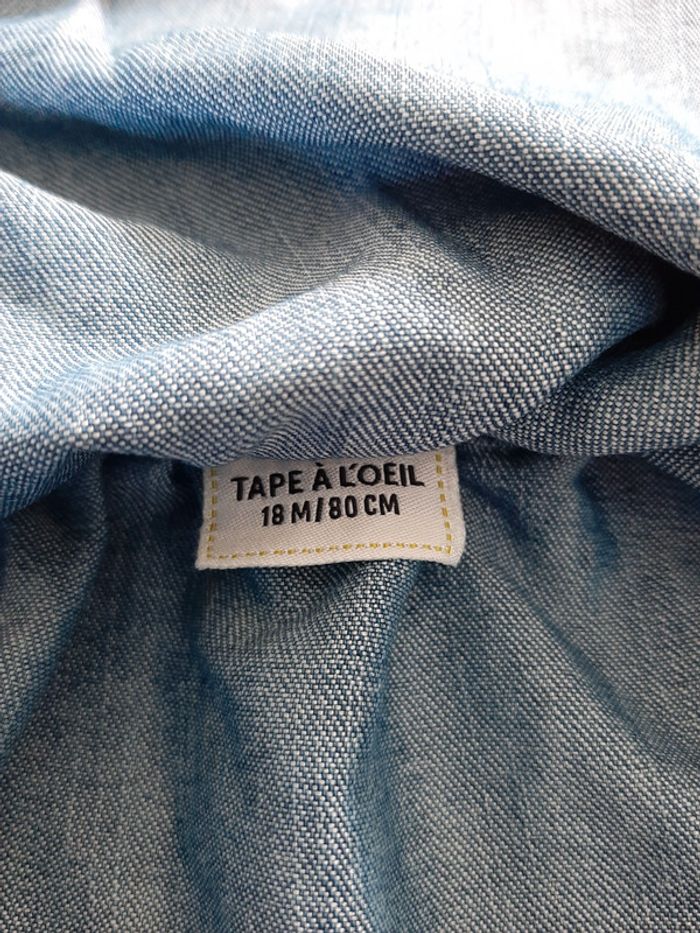 TAPE À L'OEIL
18 M/80 CM